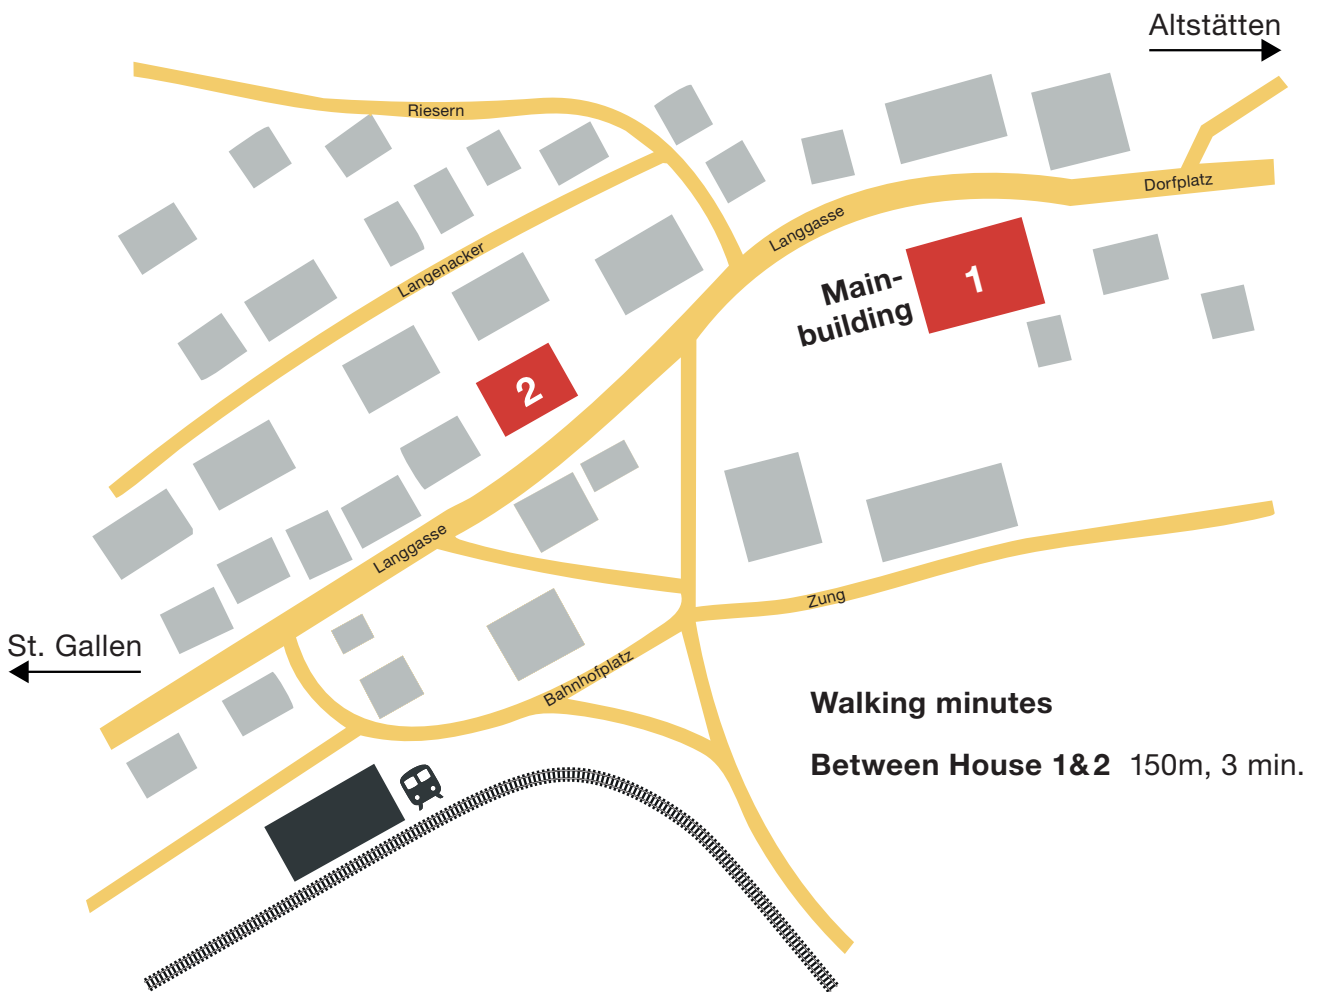 Altstätten
Riesern
Dorfplatz
Langgasse
Langenacker
Main-
building
1
2
Langgasse
Zung
St. Gallen
Bahnhofplatz
Walking minutes
Between House 1&2 150m, 3 min.